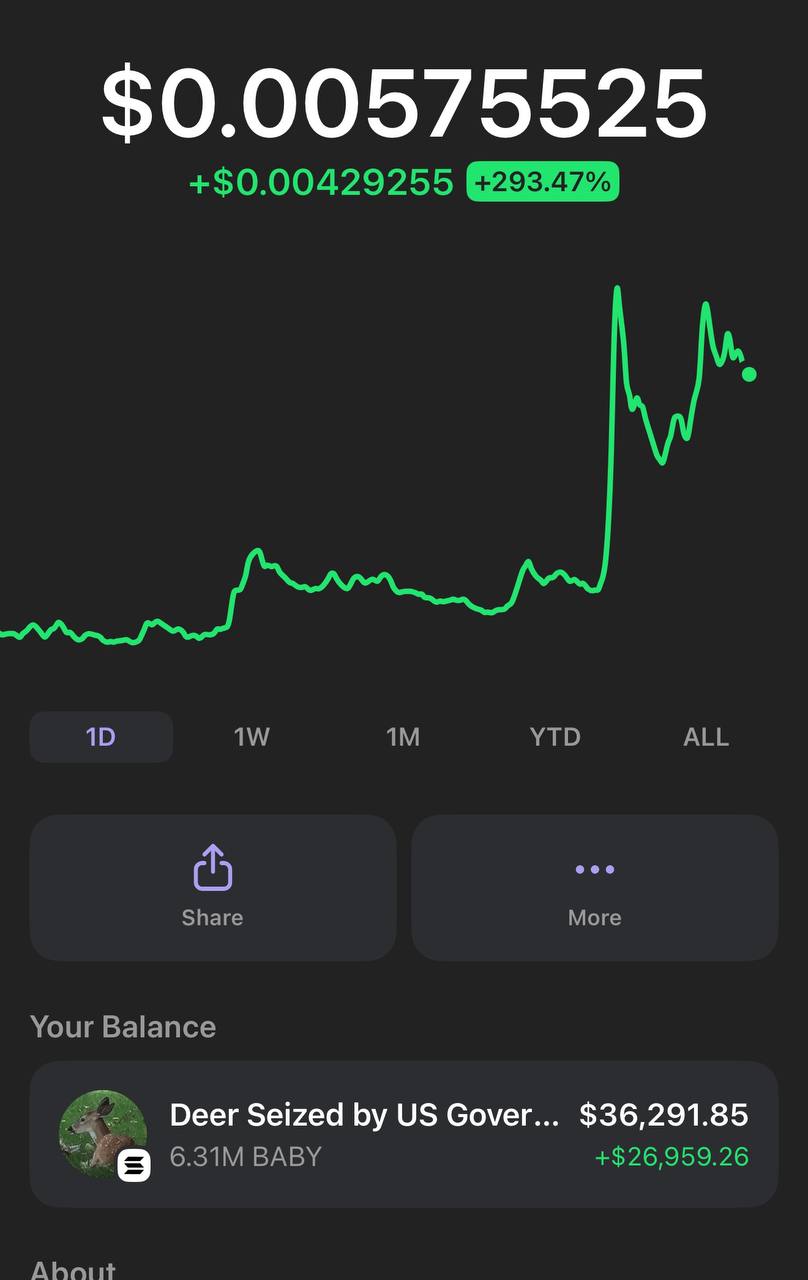 $0.00575525
+$0.00429255 +293.47%
1D 1W 1M YTD ALL
Share More
Your Balance
Deer Seized by US Gover... $36,291.85
6.31M BABY +$26,959.26
About